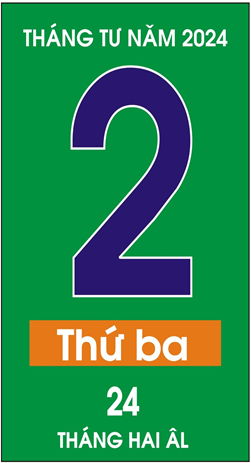 THÁNG TƯ NĂM 2024
2
Thứ ba
24
THÁNG HAI ÂL